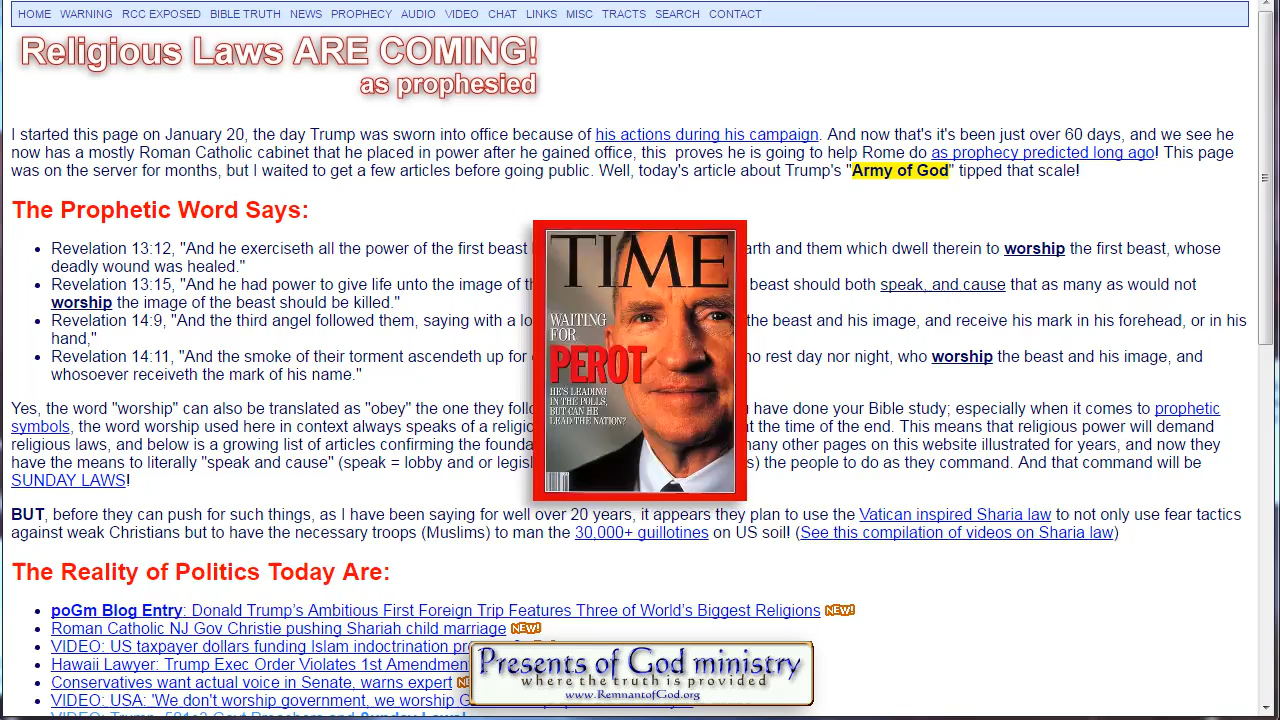 HOME WARNING RCC EXPOSED BIBLE TRUTH NEWS PROPHECY AUDIO VIDEO CHAT LINKS MISC TRACTS SEARCH CONTACT
Religious Laws ARE COMING!
as prophesied
I started this page on January 20, the day Trump was sworn into office because of his actions during his campaign. And now that's it's been just over 60 days, and we see he
now has a mostly Roman Catholic cabinet that he placed in power after he gained office, this proves he is going to help Rome do as prophecy predicted long ago! This page
was on the server for months, but I waited to get a few articles before going public. Well, today's article about Trump's "Army of God" tipped that scale!
The Prophetic Word Says:
• Revelation 13:12, "And he exerciseth all the power of the first beast and them which dwell therein to worship the first beast, whose
deadly wound was healed."
• Revelation 13:15, "And he had power to give life unto the image of beast should both speak, and cause that as many as would not
worship the image of the beast should be killed."
• Revelation 14:9, "And the third angel followed them, saying with a the beast and his image, and receive his mark in his forehead, or in his
hand,"
• Revelation 14:11, "And the smoke of their torment ascendeth up for rest day nor night, who worship the beast and his image, and
whosoever receiveth the mark of his name."
TIME
WAITING
FOR
PEROT
HE'S LEADING
IN THE POLLS,
BUT CAN HE
LEAD THE NATION?
Yes, the word "worship" can also be translated as "obey" the one they have done your Bible study; especially when it comes to prophetic
symbols, the word worship used here in context always speaks of a the time of the end. This means that religious power will demand
religious laws, and below is a growing list of articles confirming the many other pages on this website illustrated for years, and now they
have the means to literally "speak and cause" (speak = lobby and or the people to do as they command. And that command will be
SUNDAY LAWS!
BUT, before they can push for such things, as I have been saying for well over 20 years, it appears they plan to use the Vatican inspired Sharia law to not only use fear tactics
against weak Christians but to have the necessary troops (Muslims) to man the 30,000+ guillotines on US soil! (See this compilation of videos on Sharia law)
The Reality of Politics Today Are:
• poGm Blog Entry: Donald Trump's Ambitious First Foreign Trip Features Three of World's Biggest Religions NEW!
• Roman Catholic NJ Gov Christie pushing Shariah child marriage NEW!
• VIDEO: US taxpayer dollars funding Islam indoctrination
• Hawaii Lawyer: Trump Exec Order Violates 1st Amendment
• Conservatives want actual voice in Senate, warns expert
• VIDEO: USA: 'We don't worship government, we worship
Presents of God ministry
where the truth is provided
www.RemnantofGod.org